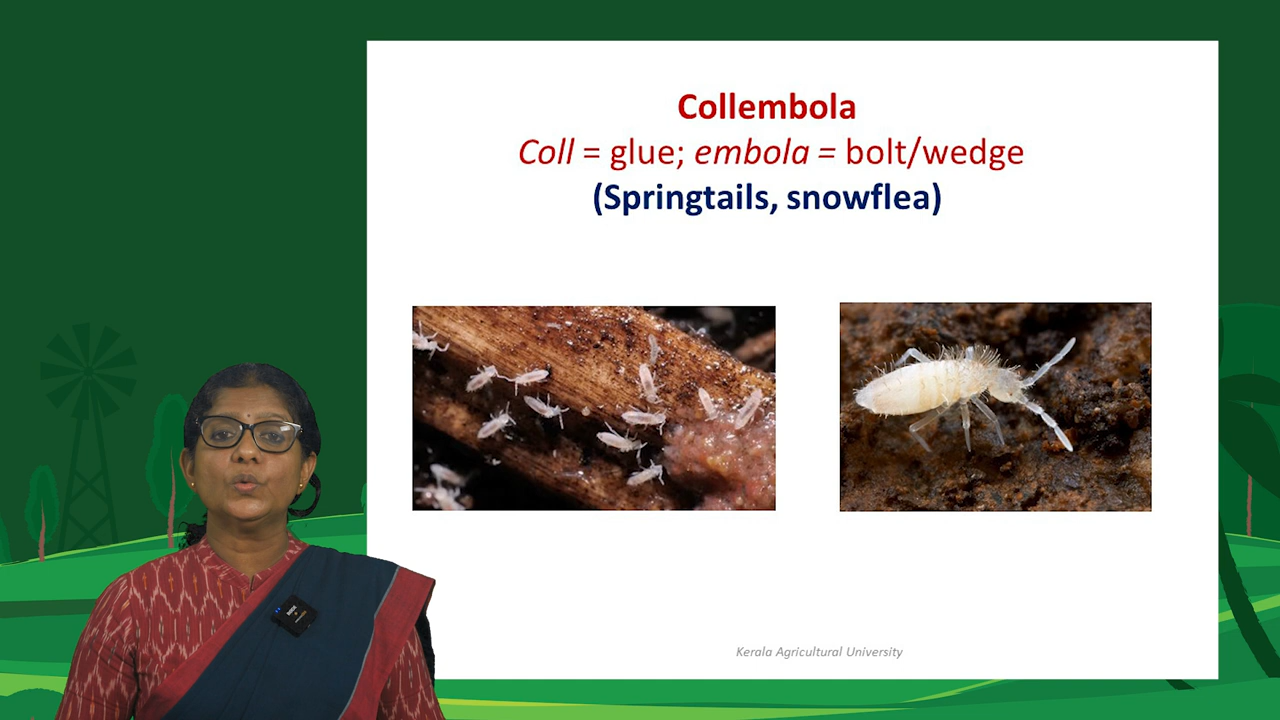 Collembola
Coll = glue; embola = bolt/wedge
(Springtails, snowflea)
Kerala Agricultural University